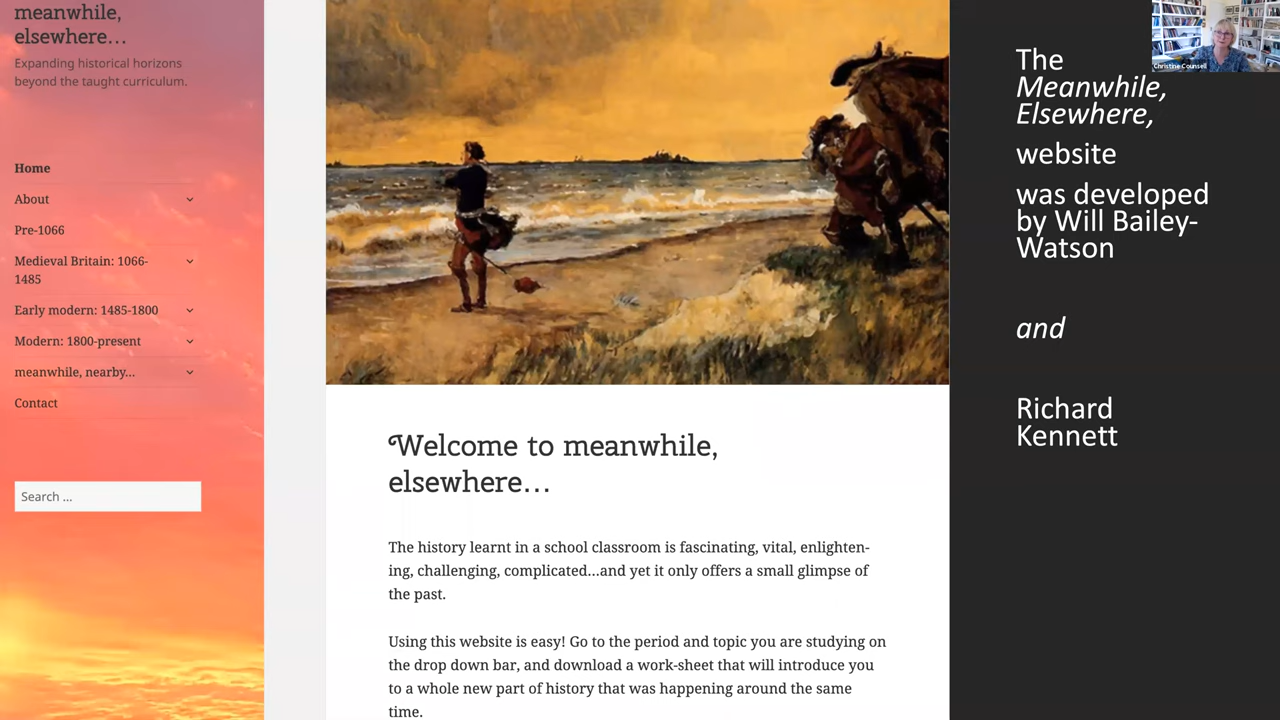 meanwhile,
elsewhere…
Expanding historical horizons
beyond the taught curriculum.
Home
About
Pre-1066
Medieval Britain: 1066-
1485
Early modern: 1485-1800
Modern: 1800-present
meanwhile, nearby…
Contact
Search …
Welcome to meanwhile,
elsewhere…
The history learnt in a school classroom is fascinating, vital, enlighten-
ing, challenging, complicated…and yet it only offers a small glimpse of
the past.
Using this website is easy! Go to the period and topic you are studying on
the drop down bar, and download a work-sheet that will introduce you
to a whole new part of history that was happening around the same
time.
The
Meanwhile,
Elsewhere,
website
was developed
by Will Bailey-
Watson
and
Richard
Kennett
Christine Counsell